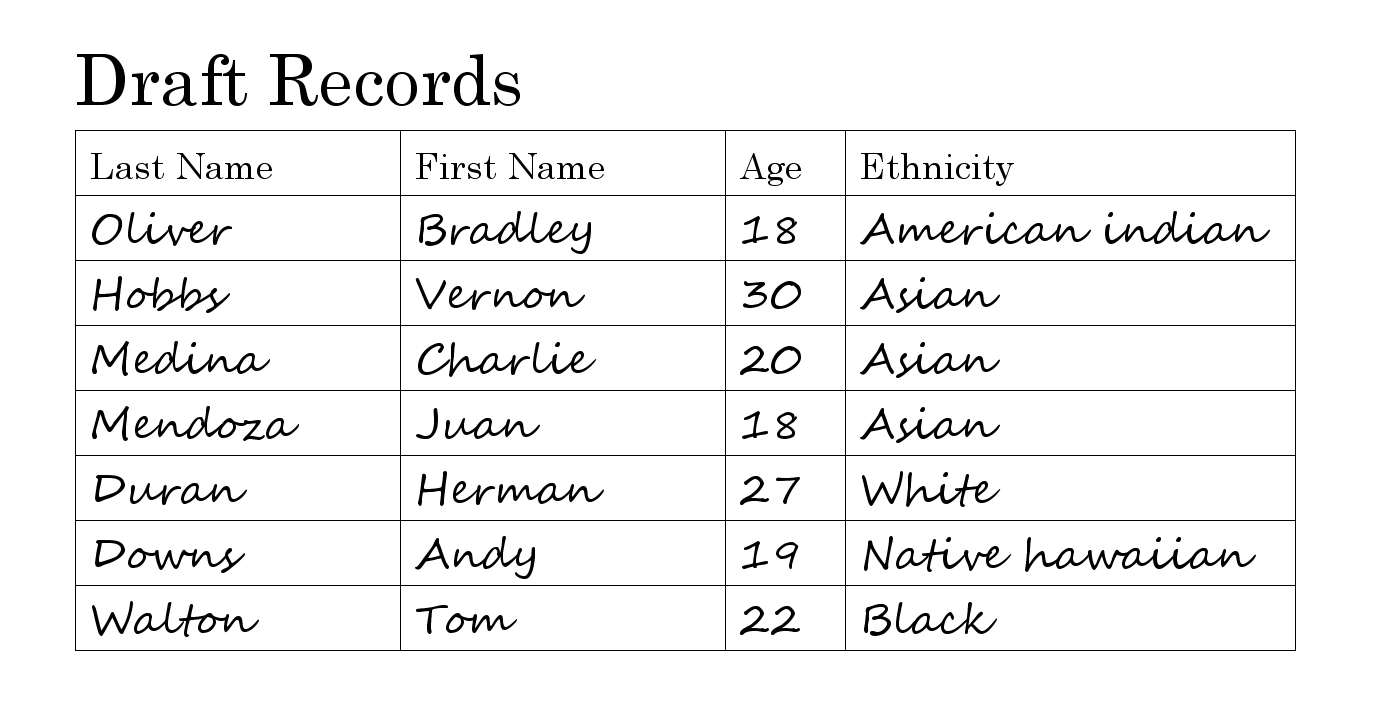 Draft Records
Last Name First Name Age Ethnicity
Oliver Bradley 18 American indian
Hobbs Vernon 30 Asian
Medina Charlie 20 Asian
Mendoza Juan 18 Asian
Duran Herman 27 White
Downs Andy 19 Native hawaiian
Walton Tom 22 Black